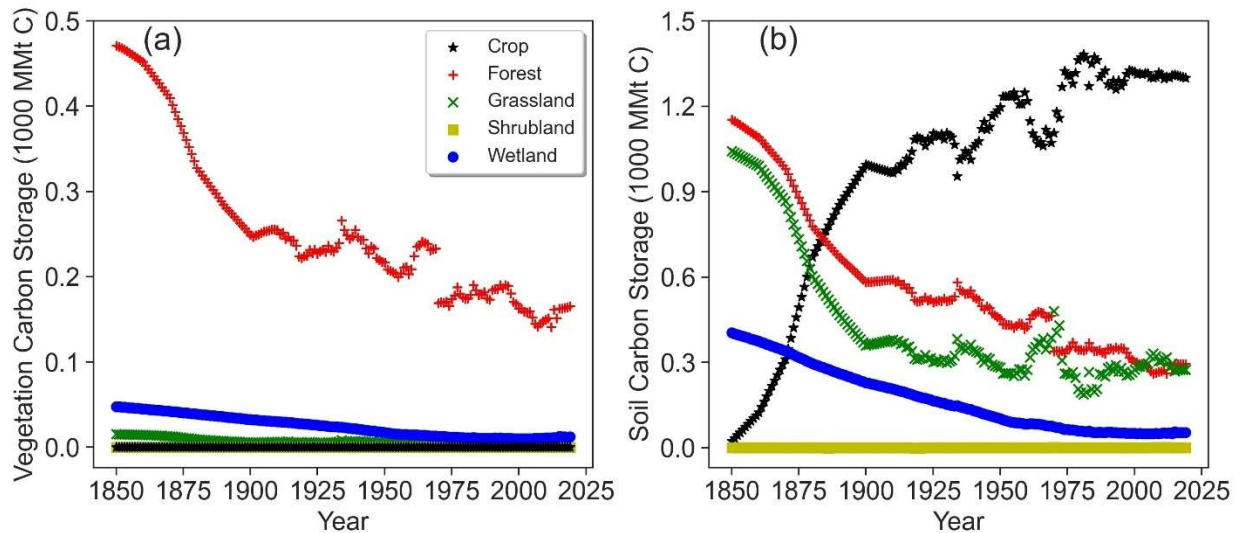 (a)
Vegetation Carbon Storage (1000 MMt C)
0.5
0.4
0.3
0.2
0.1
0.0
Crop
Forest
Grassland
Shrubland
Wetland
1850 1875 1900 1925 1950 1975 2000 2025
Year
(b)
Soil Carbon Storage (1000 MMt C)
1.5
1.2
0.9
0.6
0.3
0.0
1850 1875 1900 1925 1950 1975 2000 2025
Year